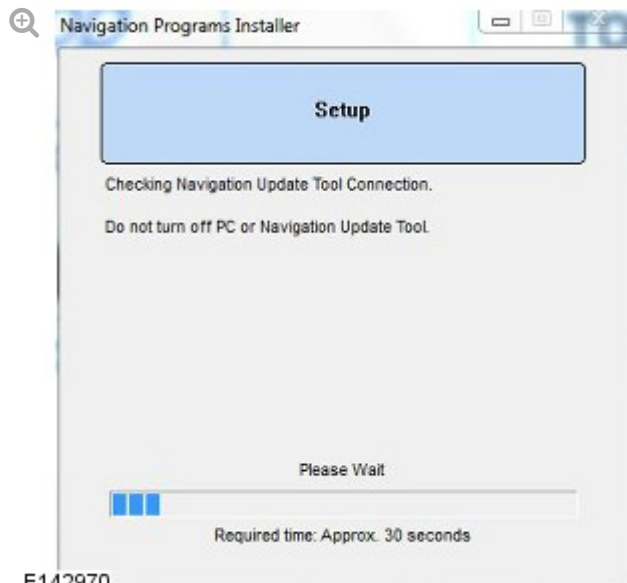 Navigation Programs Installer
TO
Setup
Checking Navigation Update Tool Connection.
Do not turn off PC or Navigation Update Tool.
Please Wait
Required time: Approx. 30 seconds
E142970